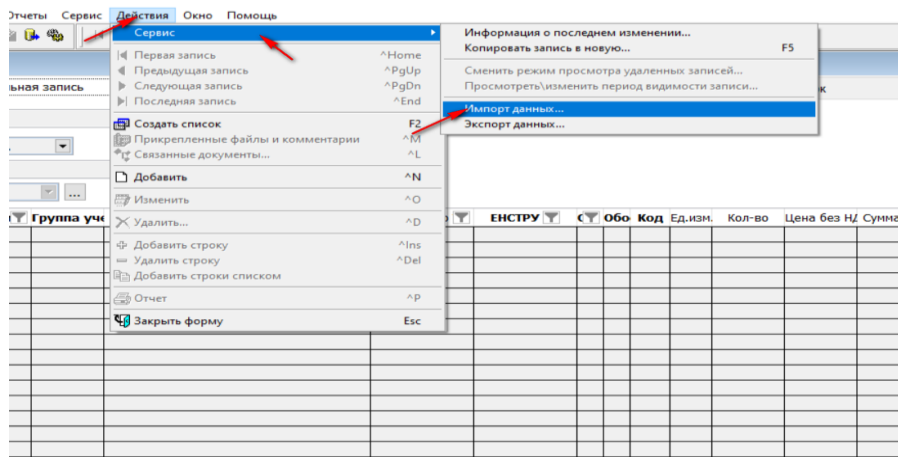 Отчеты Сервис Действия Окно Помощь
Сервис
Информация о последнем изменении...
Копировать запись в новую... F5
Первая запись ^Home
Предыдущая запись ^PgUp
Следующая запись ^PgDn
Последняя запись ^End
Сменить режим просмотра удаленных записей...
Просмотреть\изменить период видимости записи...
ьная запись
Импорт данных...
Экспорт данных...
Создать список F2
Прикрепленные файлы и комментарии ^M
Связанные документы... ^L
Добавить ^N
Изменить ^O
Удалить... ^D
Группа уче ЕНСТРУ Обо Код Ед.изм. Кол-во Цена без НД Сумма
Добавить строку ^Ins
Удалить строку ^Del
Добавить строки списком
Отчет ^P
Закрыть форму Esc